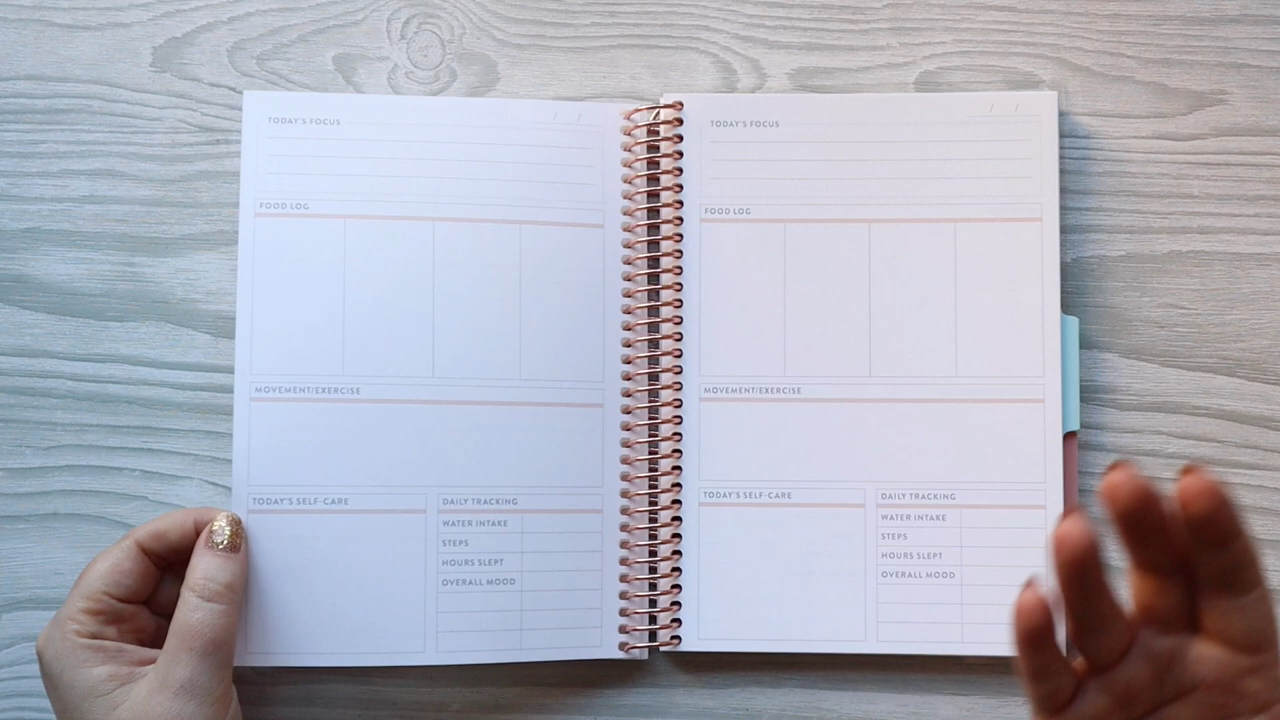 / /
TODAY'S FOCUS
FOOD LOG
MOVEMENT/EXERCISE
TODAY'S SELF-CARE
DAILY TRACKING
WATER INTAKE
STEPS
HOURS SLEPT
OVERALL MOOD
/ /
TODAY'S FOCUS
FOOD LOG
MOVEMENT/EXERCISE
TODAY'S SELF-CARE
DAILY TRACKING
WATER INTAKE
STEPS
HOURS SLEPT
OVERALL MOOD